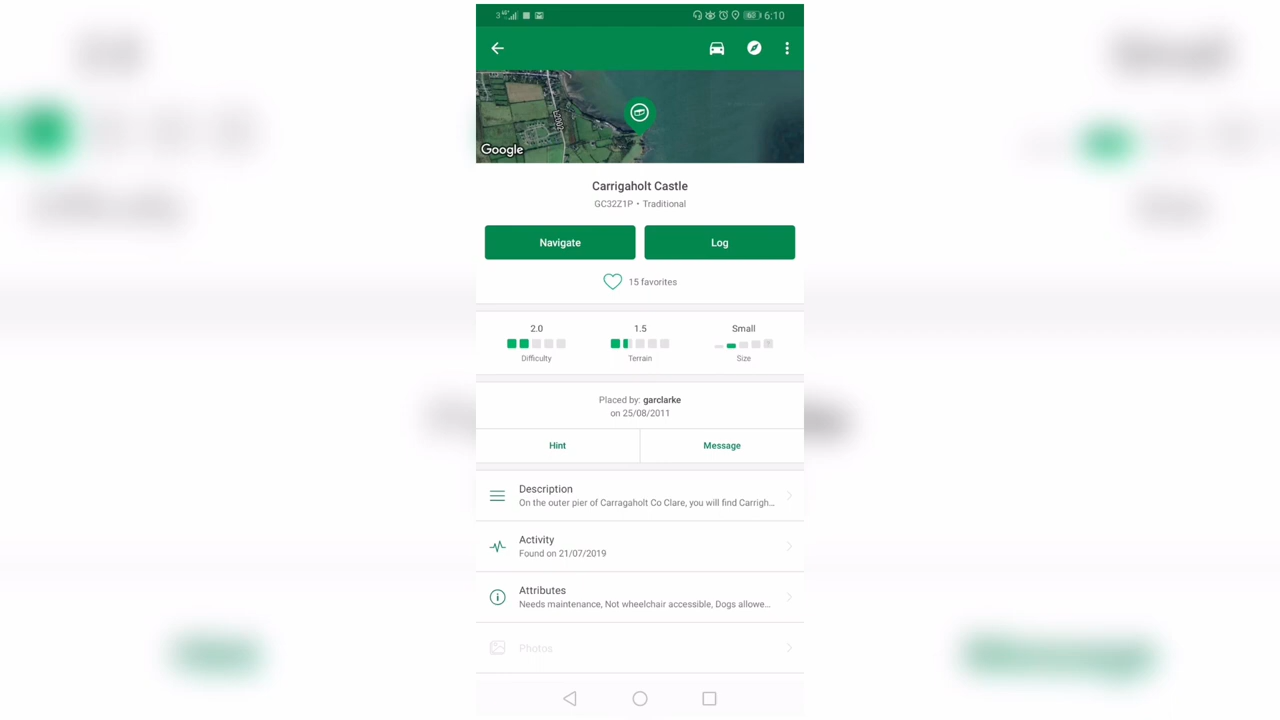 6:10
Google
Carrigaholt Castle
GC32Z1P • Traditional
Navigate
Log
15 favorites
2.0
1.5
Small
Difficulty
Terrain
Size
Placed by: garclarke
on 25/08/2011
Hint
Message
Description
On the outer pier of Carragaholt Co Clare, you will find Carrigh...
Activity
Found on 21/07/2019
Attributes
Needs maintenance, Not wheelchair accessible, Dogs allowe...
Photos